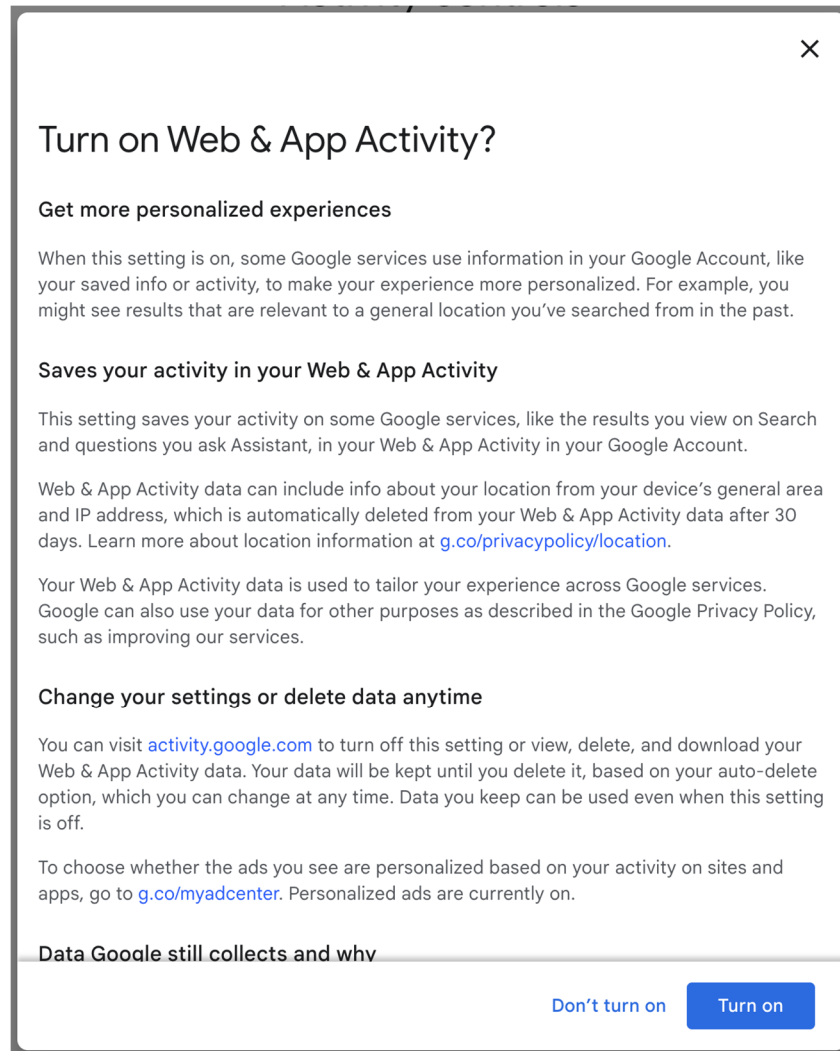 Turn on Web & App Activity?
Get more personalized experiences
When this setting is on, some Google services use information in your Google Account, like
your saved info or activity, to make your experience more personalized. For example, you
might see results that are relevant to a general location you’ve searched from in the past.
Saves your activity in your Web & App Activity
This setting saves your activity on some Google services, like the results you view on Search
and questions you ask Assistant, in your Web & App Activity in your Google Account.
Web & App Activity data can include info about your location from your device’s general area
and IP address, which is automatically deleted from your Web & App Activity data after 30
days. Learn more about location information at g.co/privacypolicy/location.
Your Web & App Activity data is used to tailor your experience across Google services.
Google can also use your data for other purposes as described in the Google Privacy Policy,
such as improving our services.
Change your settings or delete data anytime
You can visit activity.google.com to turn off this setting or view, delete, and download your
Web & App Activity data. Your data will be kept until you delete it, based on your auto-delete
option, which you can change at any time. Data you keep can be used even when this setting
is off.
To choose whether the ads you see are personalized based on your activity on sites and
apps, go to g.co/myadcenter. Personalized ads are currently on.
Data Google still collects and why
Don’t turn on
Turn on